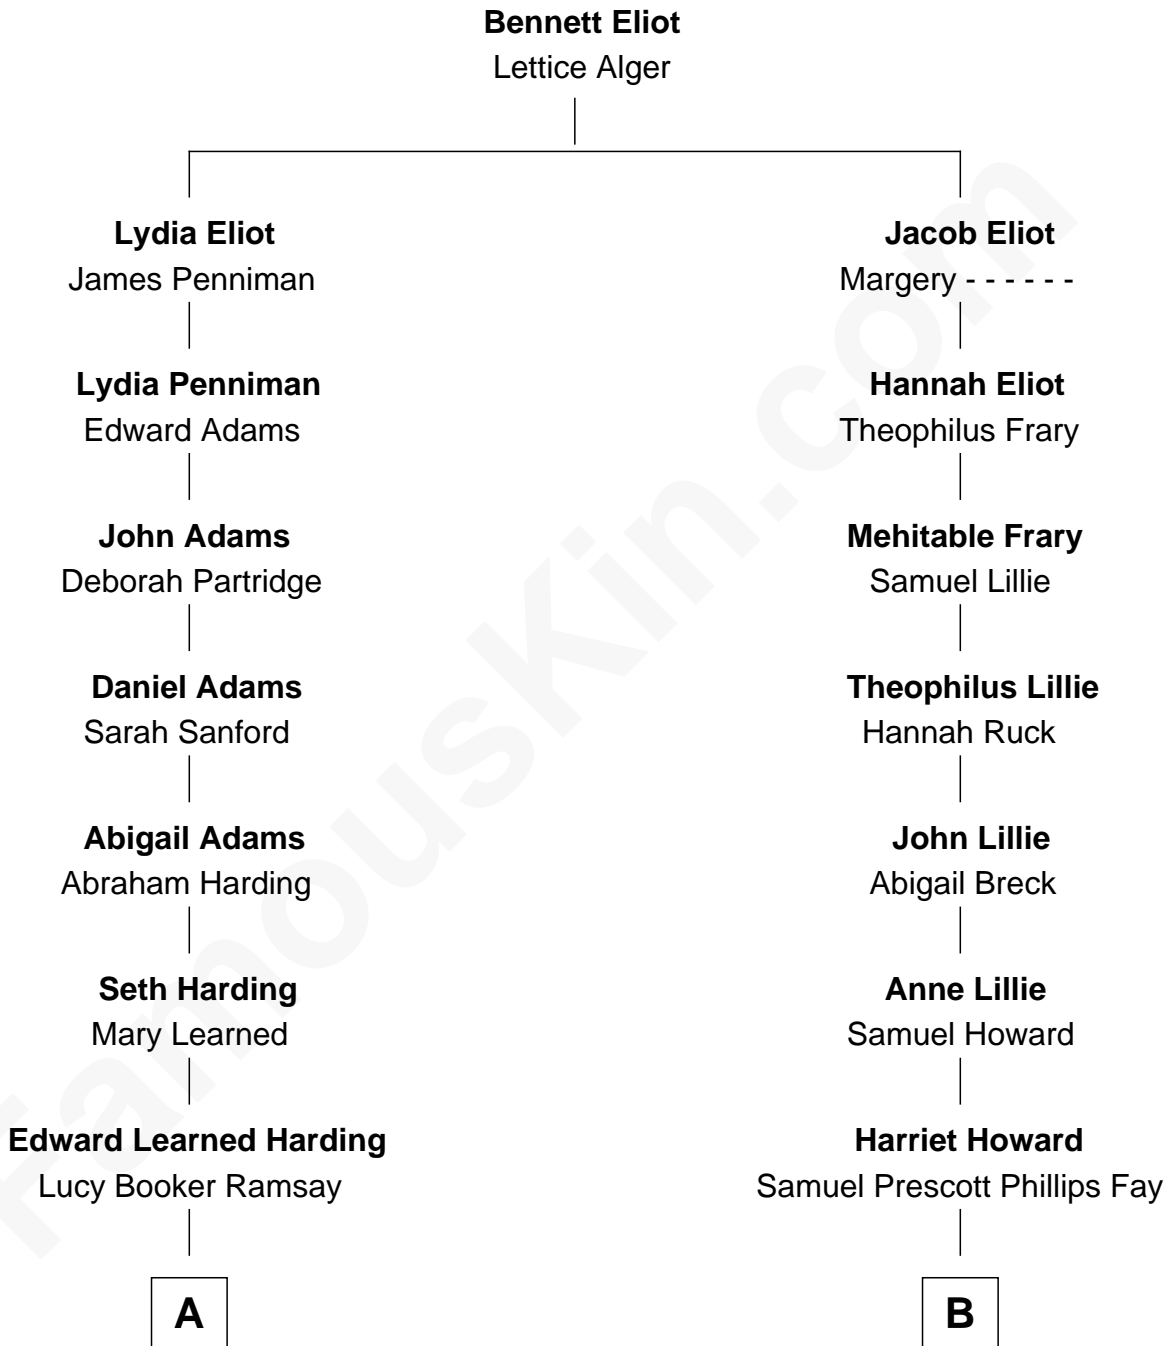 Bennett Eliot
Lettice Alger
Lydia Eliot
James Penniman
Jacob Eliot
Margery - - - - - -
Lydia Penniman
Edward Adams
Hannah Eliot
Theophilus Frary
John Adams
Deborah Partridge
Mehitable Frary
Samuel Lillie
Daniel Adams
Sarah Sanford
Theophilus Lillie
Hannah Ruck
Abigail Adams
Abraham Harding
John Lillie
Abigail Breck
Seth Harding
Mary Learned
Anne Lillie
Samuel Howard
Edward Learned Harding
Lucy Booker Ramsay
Harriet Howard
Samuel Prescott Phillips Fay
A
B
FamousKin.com